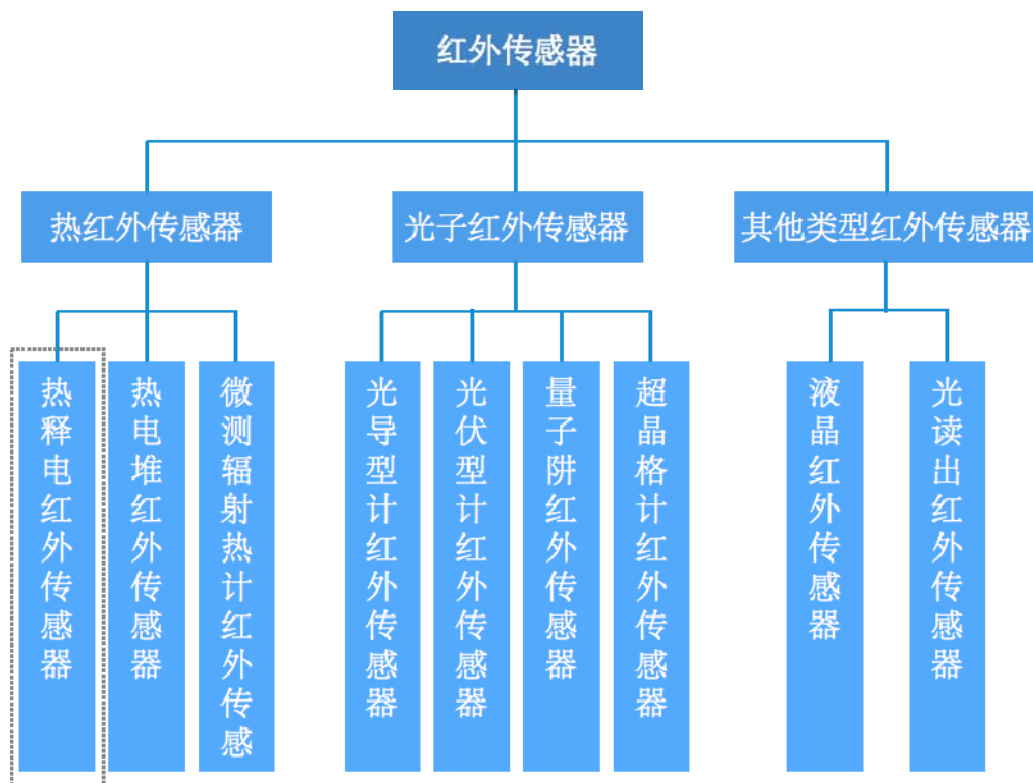 红外传感器
热红外传感器
光子红外传感器
其他类型红外传感器
热释电红外传感器
热电堆红外传感器
微测辐射热计红外传感
光导型计红外传感器
光伏型计红外传感器
量子阱红外传感器
超晶格计红外传感器
液晶红外传感器
光读出红外传感器